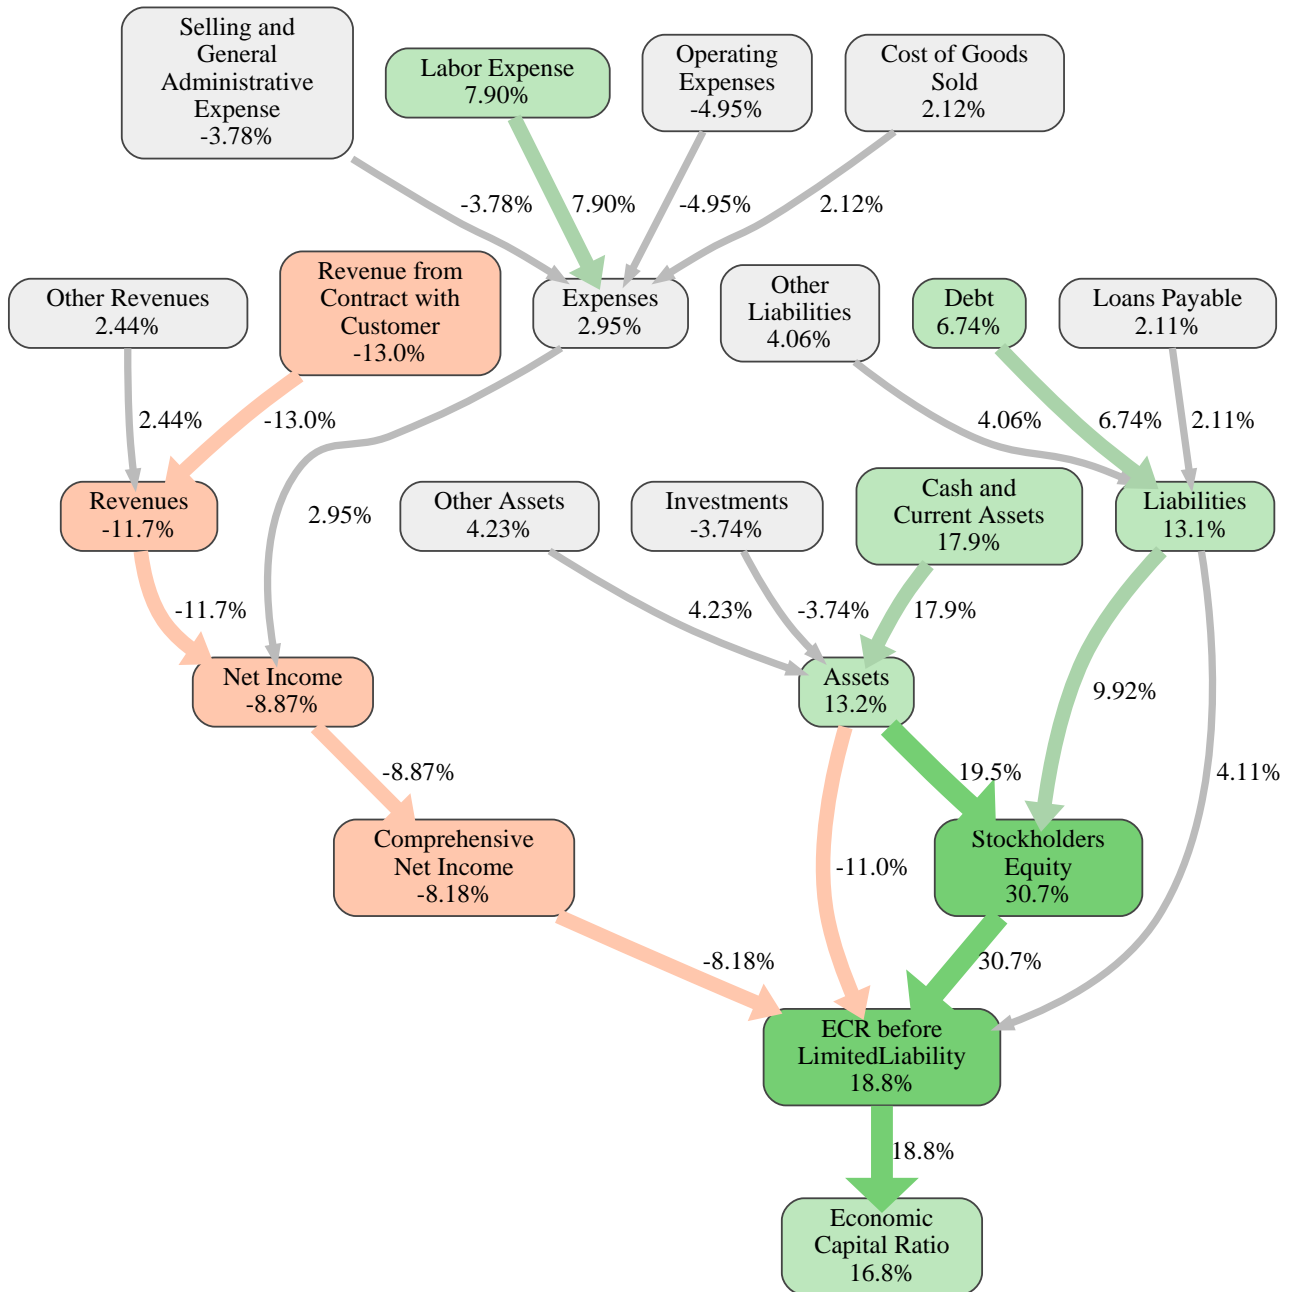 Selling and
General
Administrative
Expense
-3.78%
Labor Expense
7.90%
Operating
Expenses
-4.95%
Cost of Goods
Sold
2.12%
-3.78%
7.90%
-4.95%
2.12%
Other Revenues
2.44%
Revenue from
Contract with
Customer
-13.0%
Expenses
2.95%
Other
Liabilities
4.06%
Debt
6.74%
Loans Payable
2.11%
2.44%
-13.0%
4.06%
6.74%
2.11%
Revenues
-11.7%
2.95%
Other Assets
4.23%
Investments
-3.74%
Cash and
Current Assets
17.9%
Liabilities
13.1%
-11.7%
4.23%
-3.74%
17.9%
Net Income
-8.87%
Assets
13.2%
9.92%
-8.87%
19.5%
4.11%
Comprehensive
Net Income
-8.18%
-11.0%
Stockholders
Equity
30.7%
-8.18%
30.7%
ECR before
LimitedLiability
18.8%
18.8%
Economic
Capital Ratio
16.8%